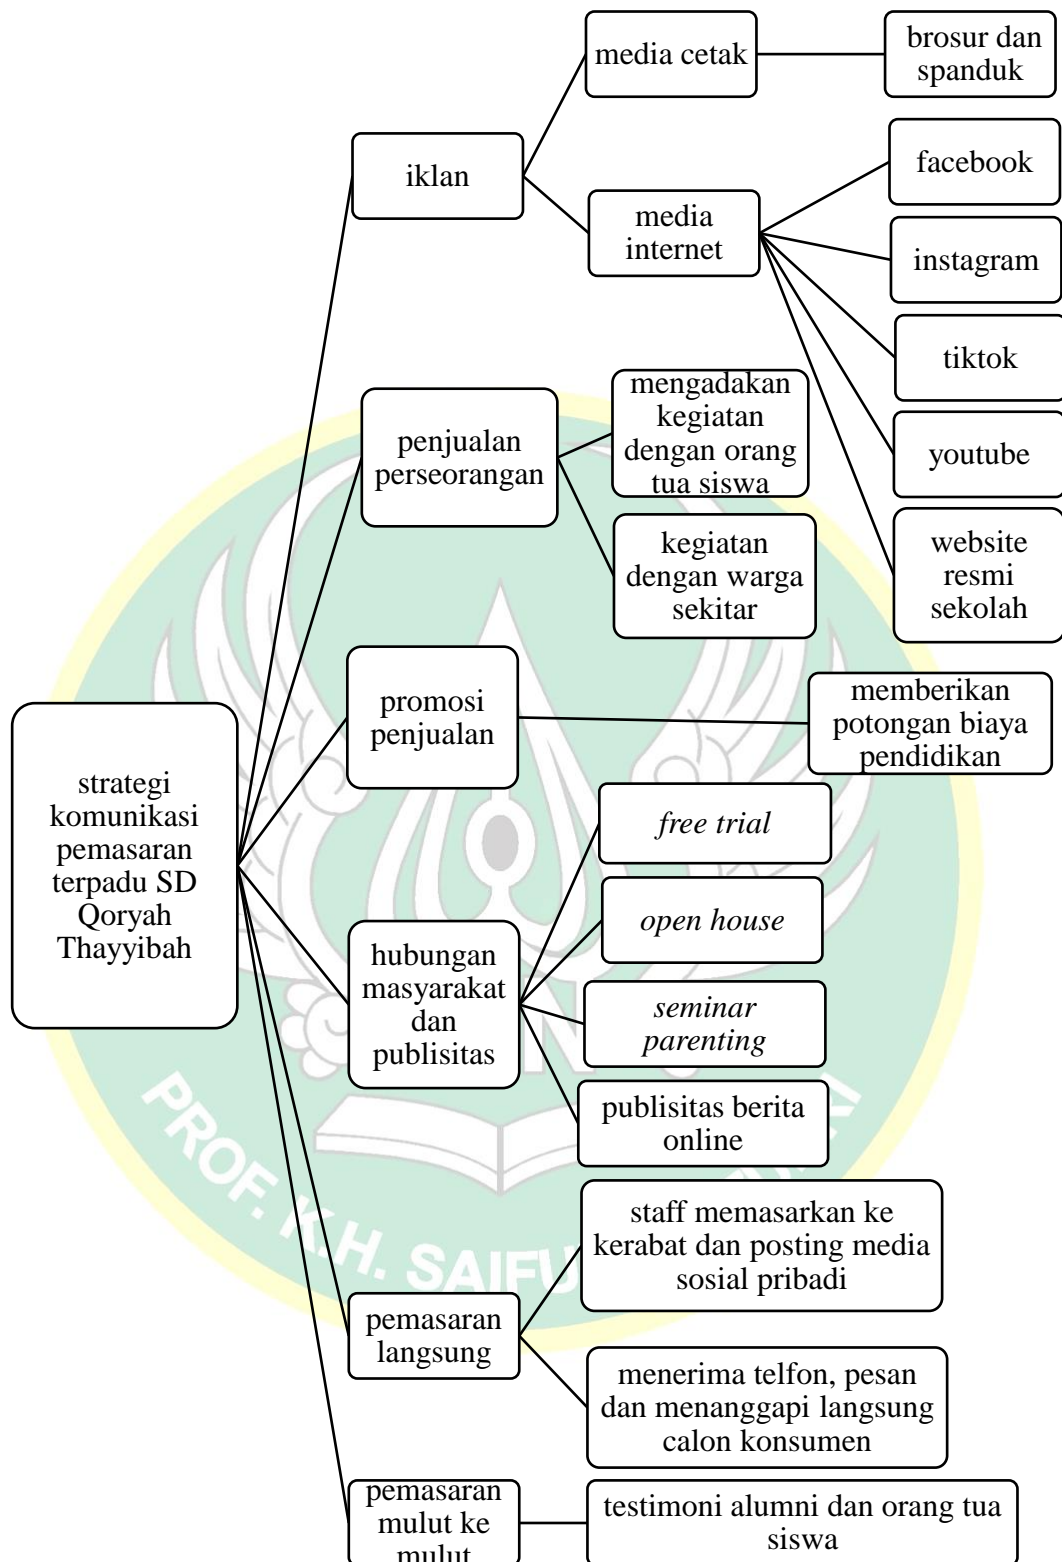 strategi
komunikasi
pemasaran
terpadu SD
Qoryah
Thayyibah
iklan
media cetak
brosur dan
spanduk
media
internet
facebook
instagram
tiktok
youtube
website
resmi
sekolah
penjualan
perseorangan
mengadakan
kegiatan
dengan orang
tua siswa
kegiatan
dengan warga
sekitar
promosi
penjualan
memberikan
potongan biaya
pendidikan
hubungan
masyarakat
dan
publisitas
free trial
open house
seminar
parenting
publisitas berita
online
pemasaran
langsung
staff memasarkan ke
kerabat dan posting media
sosial pribadi
menerima telfon, pesan
dan menanggapi langsung
calon konsumen
pemasaran
mulut ke
mulut
testimoni alumni dan orang tua
siswa
PROF. K.H.